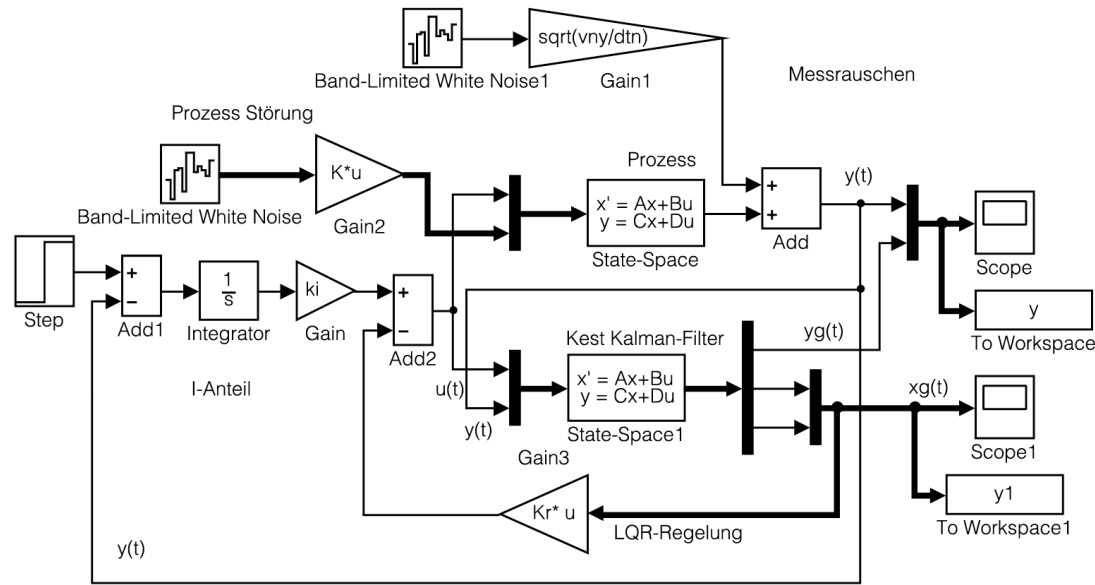 sqrt(vny/dtn)
Band-Limited White Noise1
Gain1
Messrauschen
Prozess Störung
K*u
Band-Limited White Noise
Gain2
Prozess
x' = Ax+Bu
y = Cx+Du
State-Space
+
+
Add
y(t)
Scope
y
To Workspace
Step
+
−
Add1
1
s
Integrator
ki
Gain
+
−
Add2
I-Anteil
u(t)
y(t)
Kest Kalman-Filter
x' = Ax+Bu
y = Cx+Du
State-Space1
yg(t)
xg(t)
Scope1
y1
To Workspace1
Gain3
Kr* u
LQR-Regelung
y(t)